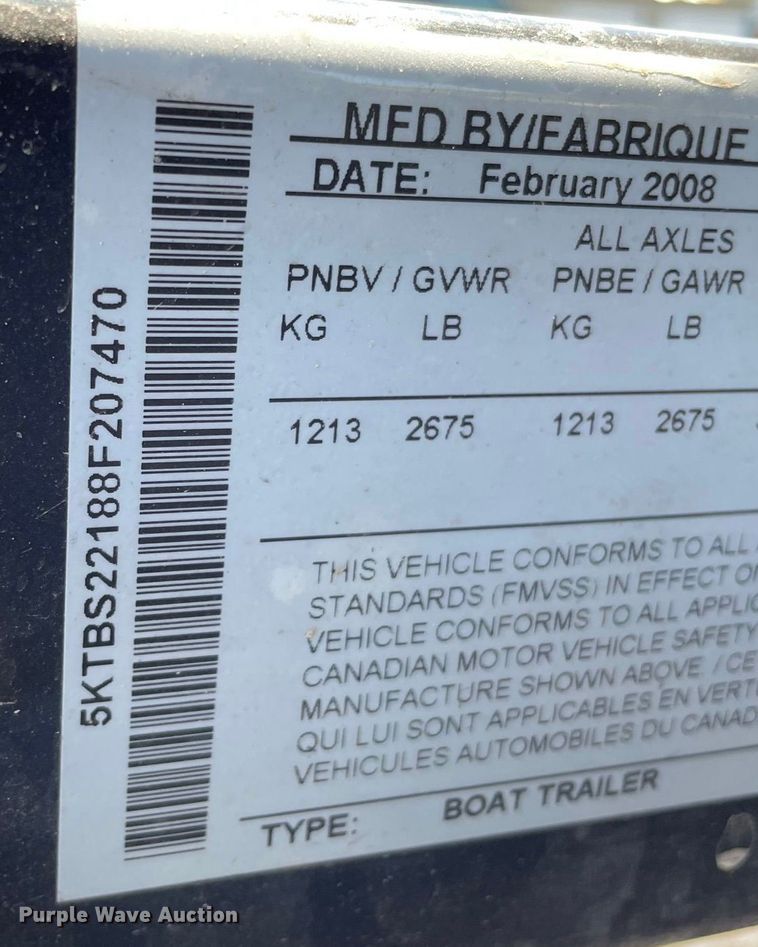 5KTBS22188F207470
MFD BY/FABRIQUE
DATE: February 2008
ALL AXLES
PNBV / GVWR PNBE / GAWR
KG LB KG LB
1213 2675 1213 2675
THIS VEHICLE CONFORMS TO ALL
STANDARDS (FMVSS) IN EFFECT
VEHICLE CONFORMS TO ALL
CANADIAN MOTOR VEHICLE SAFETY
MANUFACTURE SHOWN ABOVE /
QUI LUI SONT APPLICABLES EN
VEHICULES AUTOMOBILES DU
TYPE: BOAT TRAILER
Purple Wave Auction